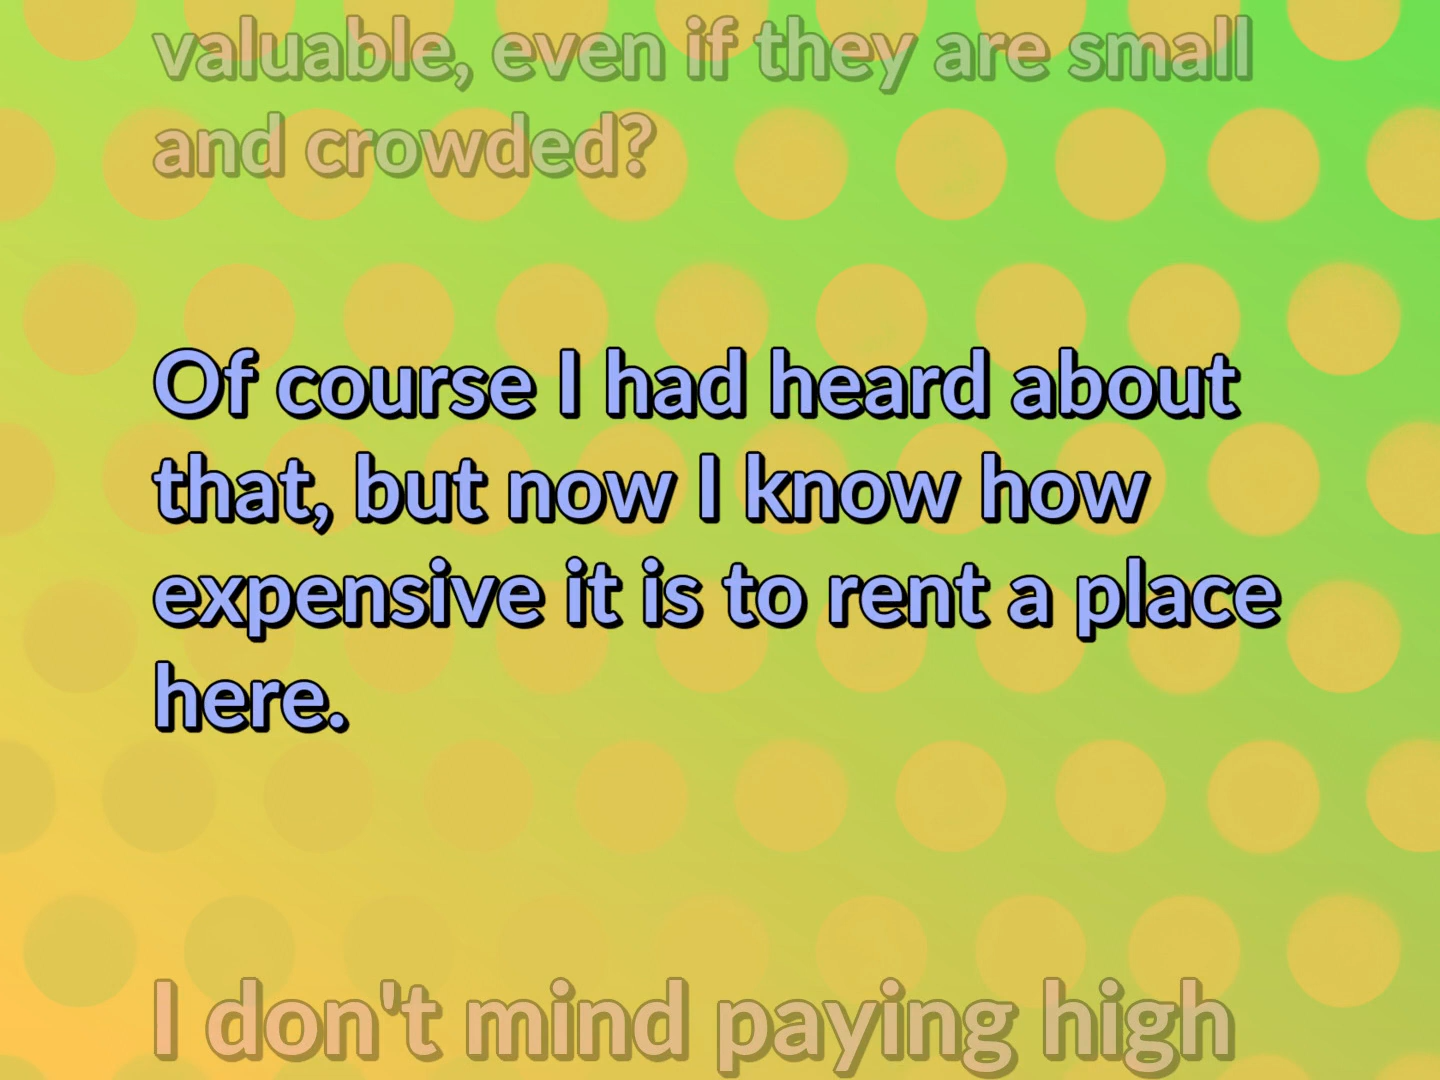 valuable, even if they are small
and crowded?
Of course I had heard about
that, but now I know how
expensive it is to rent a place
here.
I don't mind paying high